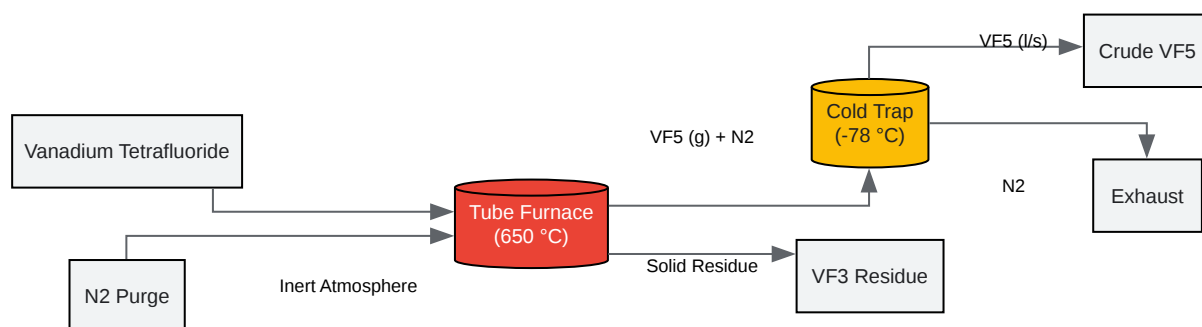 VF5 (l/s)
Crude VF5
Cold Trap
(-78 °C)
VF5 (g) + N2
Vanadium Tetrafluoride
N2
Exhaust
Tube Furnace
(650 °C)
Solid Residue
VF3 Residue
Inert Atmosphere
N2 Purge